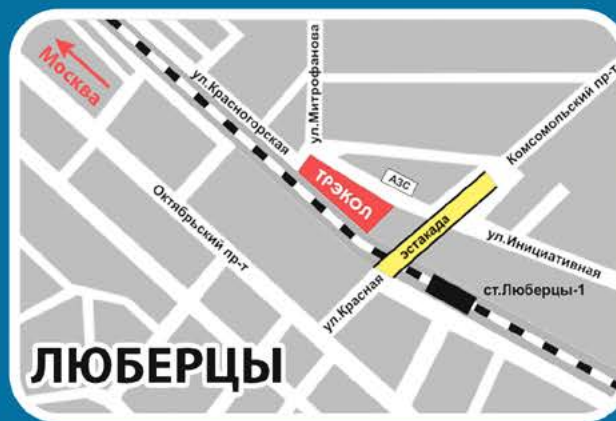 Москва
ул.Красногорская
ул.Митрофанова
Комсомольский пр-т
ТРЭКОЛ
АЗС
Октябрьский пр-т
эстакада
ул.Инициативная
ул.Красная
ст.Люберцы-1
ЛЮБЕРЦЫ